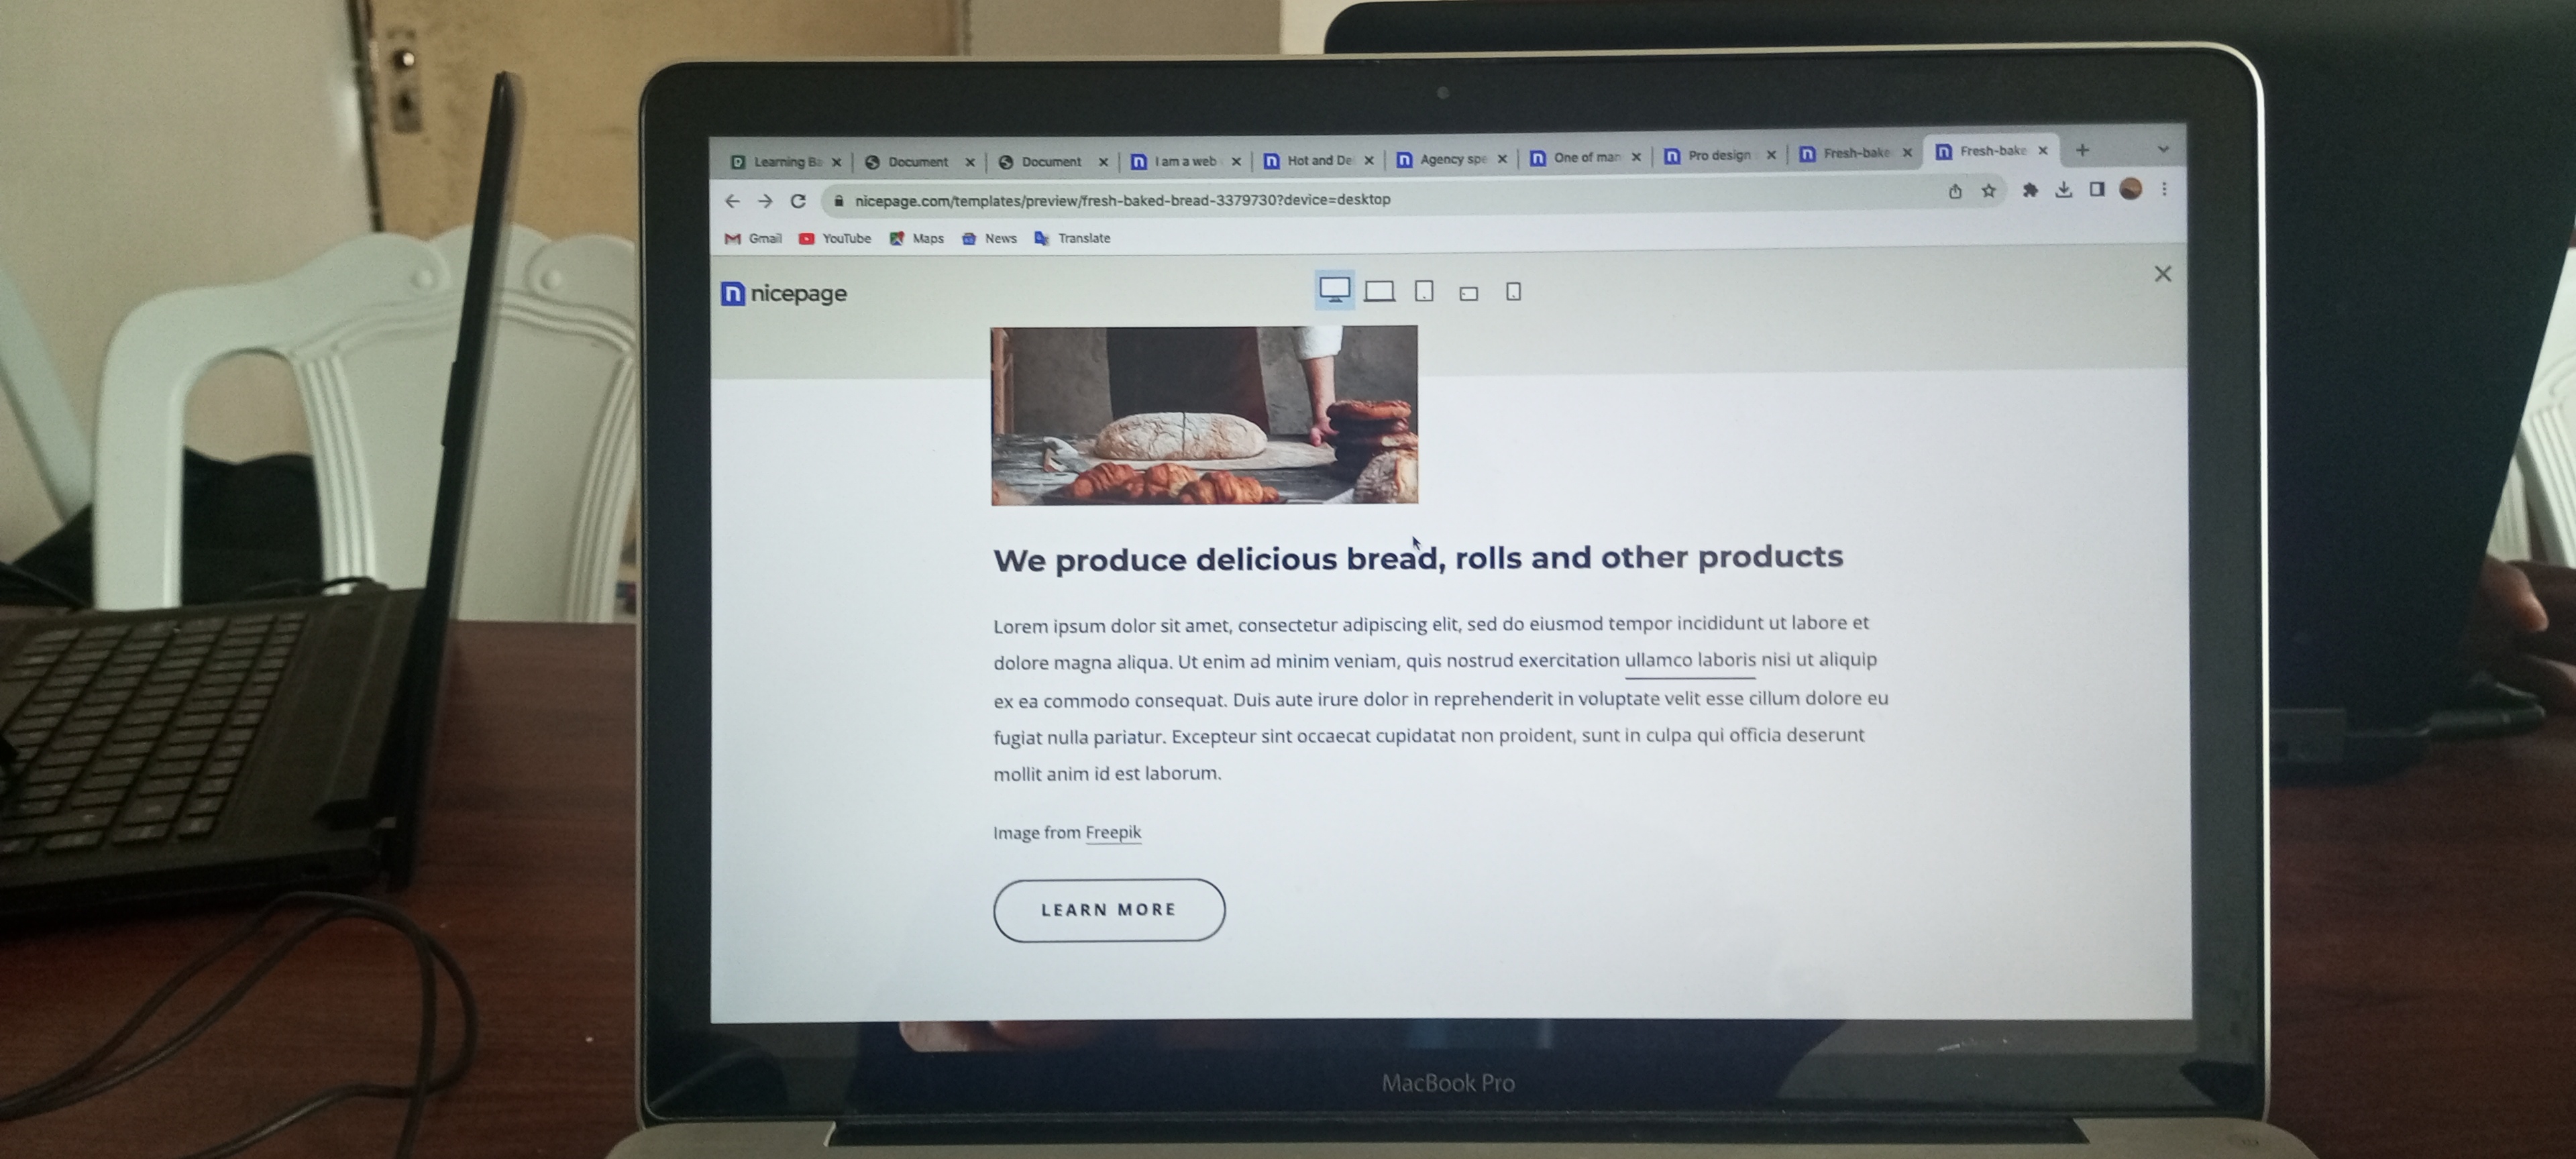 Learning Ba
Document
Document
I am a web
Hot and De
Agency spe
One of man
Pro design
Fresh-bake
Fresh-bake
nicepage.com/templates/preview/fresh-baked-bread-3379730?device=desktop
Gmail YouTube Maps News Translate
nicepage
We produce delicious bread, rolls and other products
Lorem ipsum dolor sit amet, consectetur adipiscing elit, sed do eiusmod tempor incididunt ut labore et
dolore magna aliqua. Ut enim ad minim veniam, quis nostrud exercitation ullamco laboris nisi ut aliquip
ex ea commodo consequat. Duis aute irure dolor in reprehenderit in voluptate velit esse cillum dolore eu
fugiat nulla pariatur. Excepteur sint occaecat cupidatat non proident, sunt in culpa qui officia deserunt
mollit anim id est laborum.
Image from Freepik
LEARN MORE
MacBook Pro